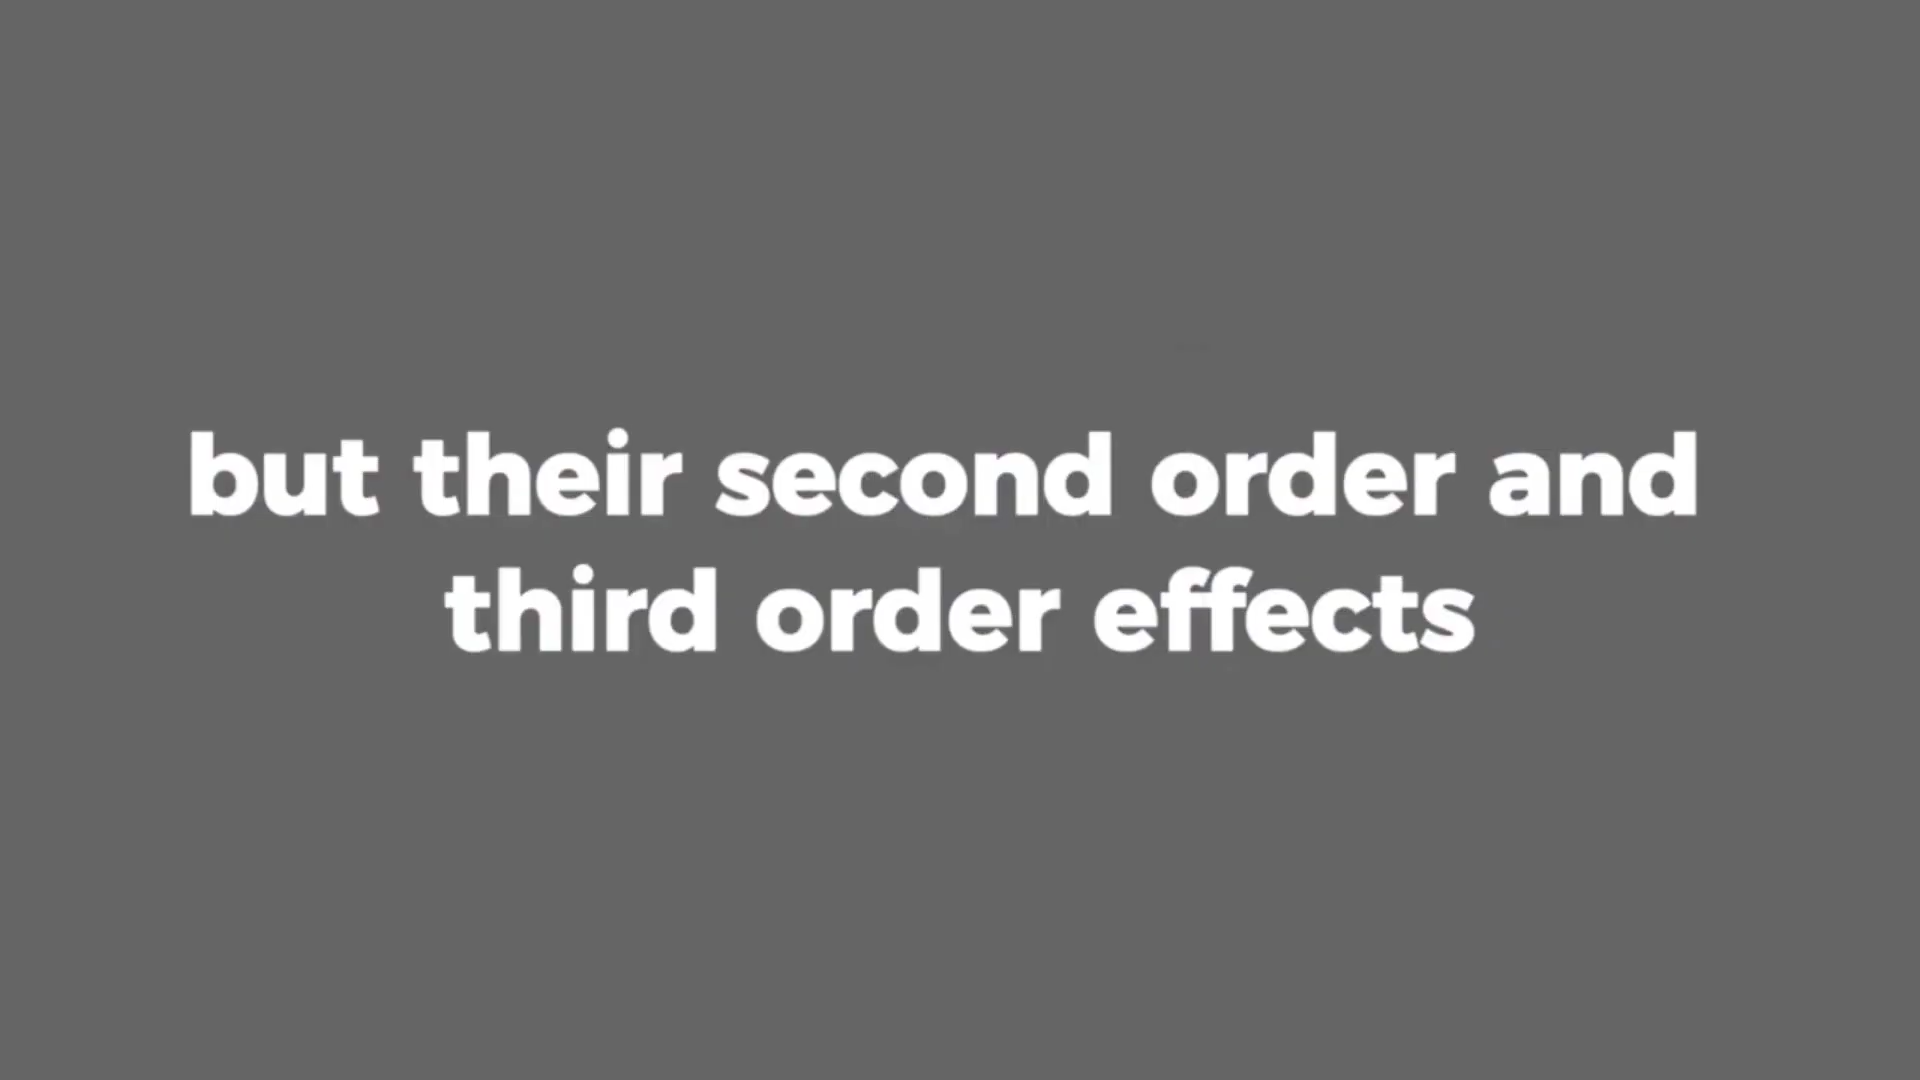 but their second order and
third order effects